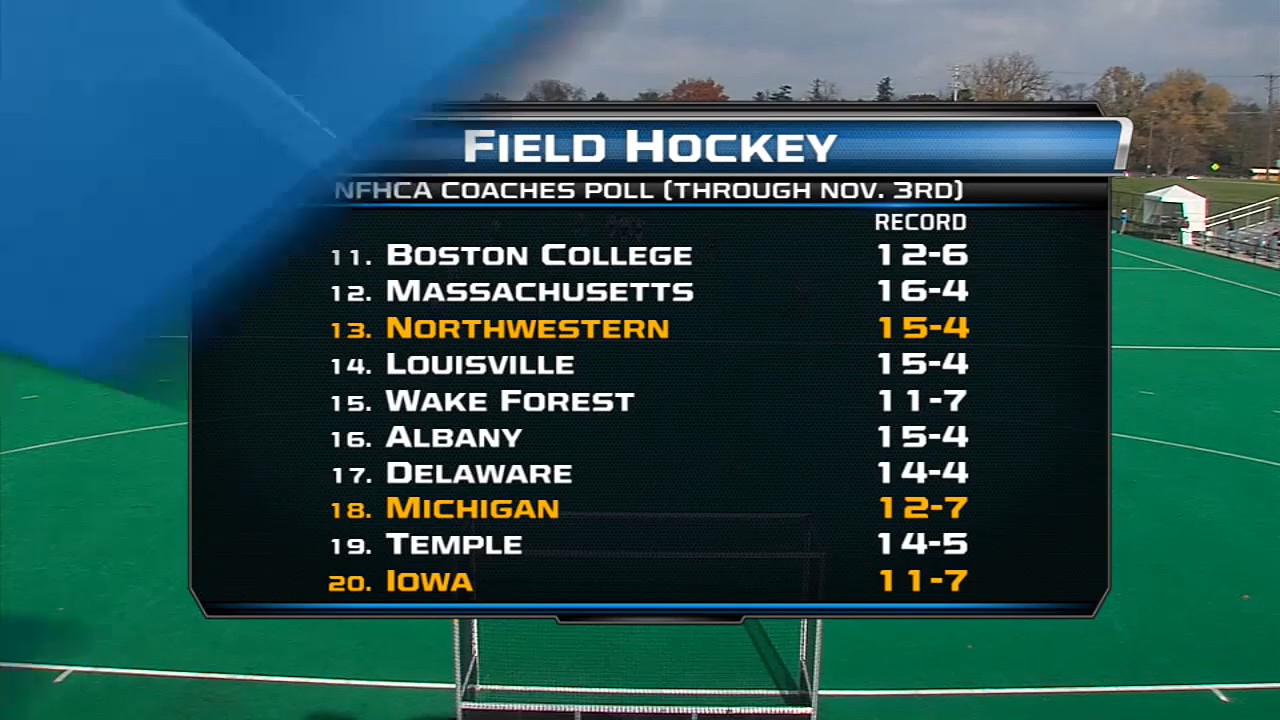 FIELD HOCKEY
NFHCA COACHES POLL (THROUGH NOV. 3RD)
RECORD
11. BOSTON COLLEGE 12-6
12. MASSACHUSETTS 16-4
13. NORTHWESTERN 15-4
14. LOUISVILLE 15-4
15. WAKE FOREST 11-7
16. ALBANY 15-4
17. DELAWARE 14-4
18. MICHIGAN 12-7
19. TEMPLE 14-5
20. IOWA 11-7